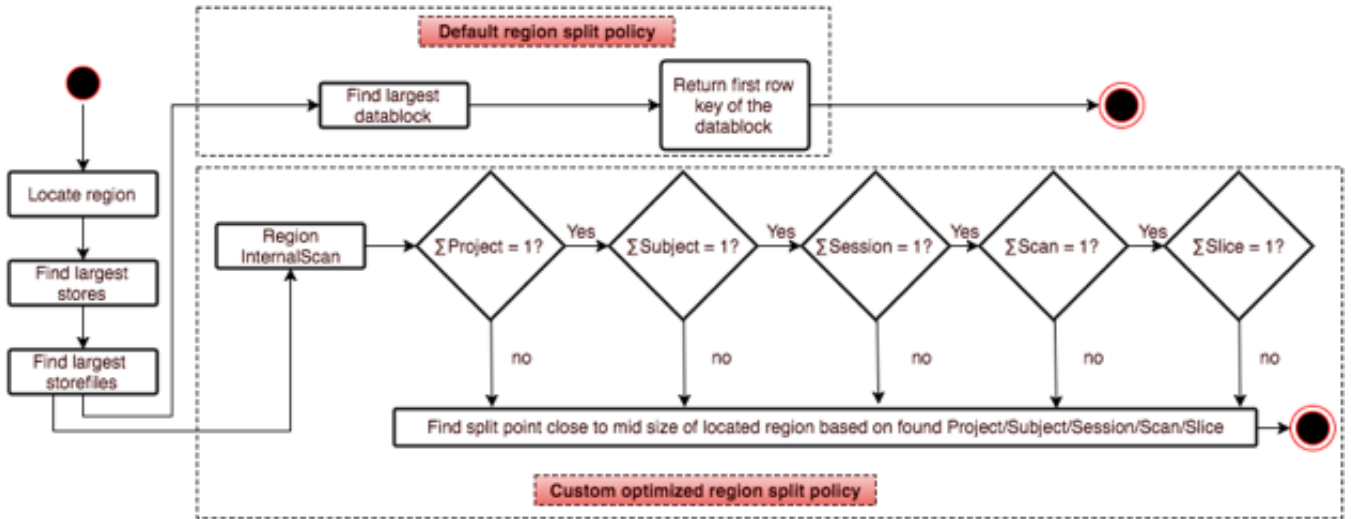 Default region split policy
Find largest
datablock
Return first row
key of the
datablock
Locate region
Find largest
stores
Find largest
storefiles
Region
InternalScan
∑Project = 1?
Yes
∑Subject = 1?
Yes
∑Session = 1?
Yes
∑Scan = 1?
Yes
∑Slice = 1?
no
no
no
no
no
Find split point close to mid size of located region based on found Project/Subject/Session/Scan/Slice
Custom optimized region split policy